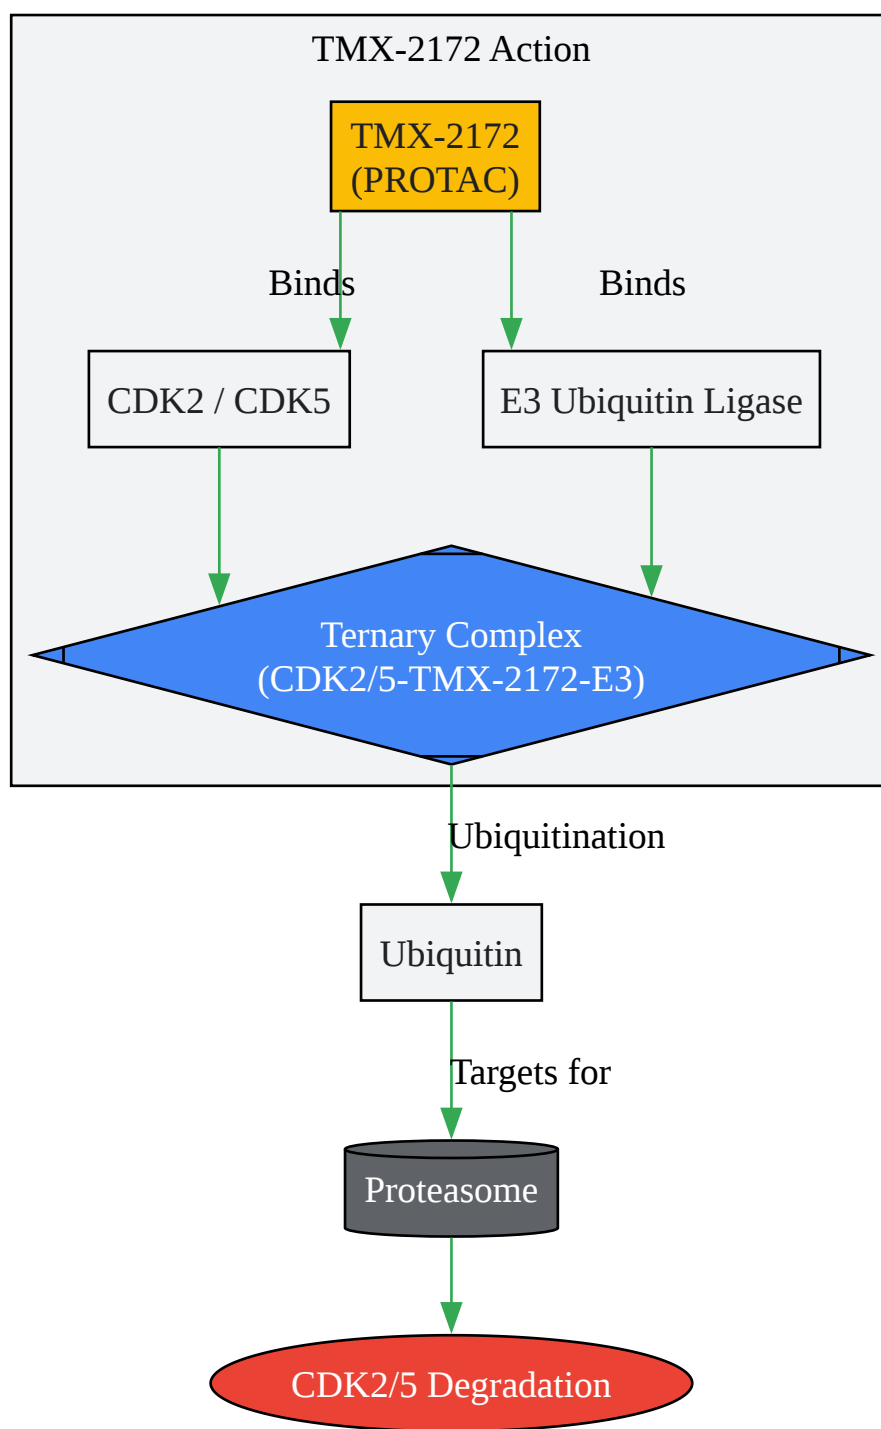 TMX-2172 Action
TMX-2172
(PROTAC)
Binds
Binds
CDK2 / CDK5
E3 Ubiquitin Ligase
Ternary Complex
(CDK2/5-TMX-2172-E3)
Ubiquitination
Ubiquitin
Targets for
Proteasome
CDK2/5 Degradation